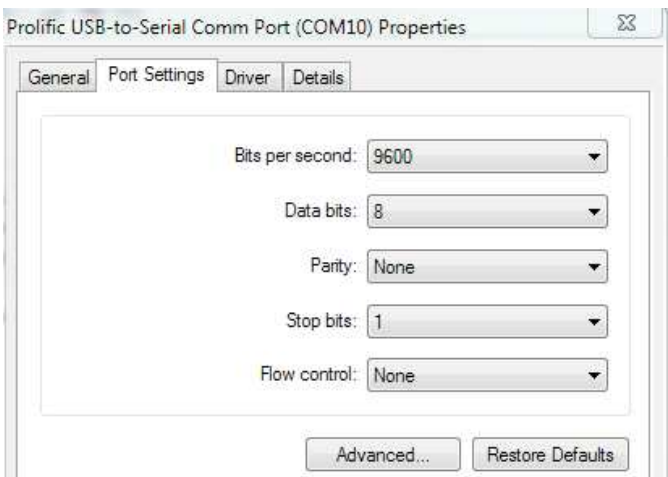 Prolific USB-to-Serial Comm Port (COM10) Properties
General Port Settings Driver Details
Bits per second: 9600
Data bits: 8
Parity: None
Stop bits: 1
Flow control: None
Advanced... Restore Defaults